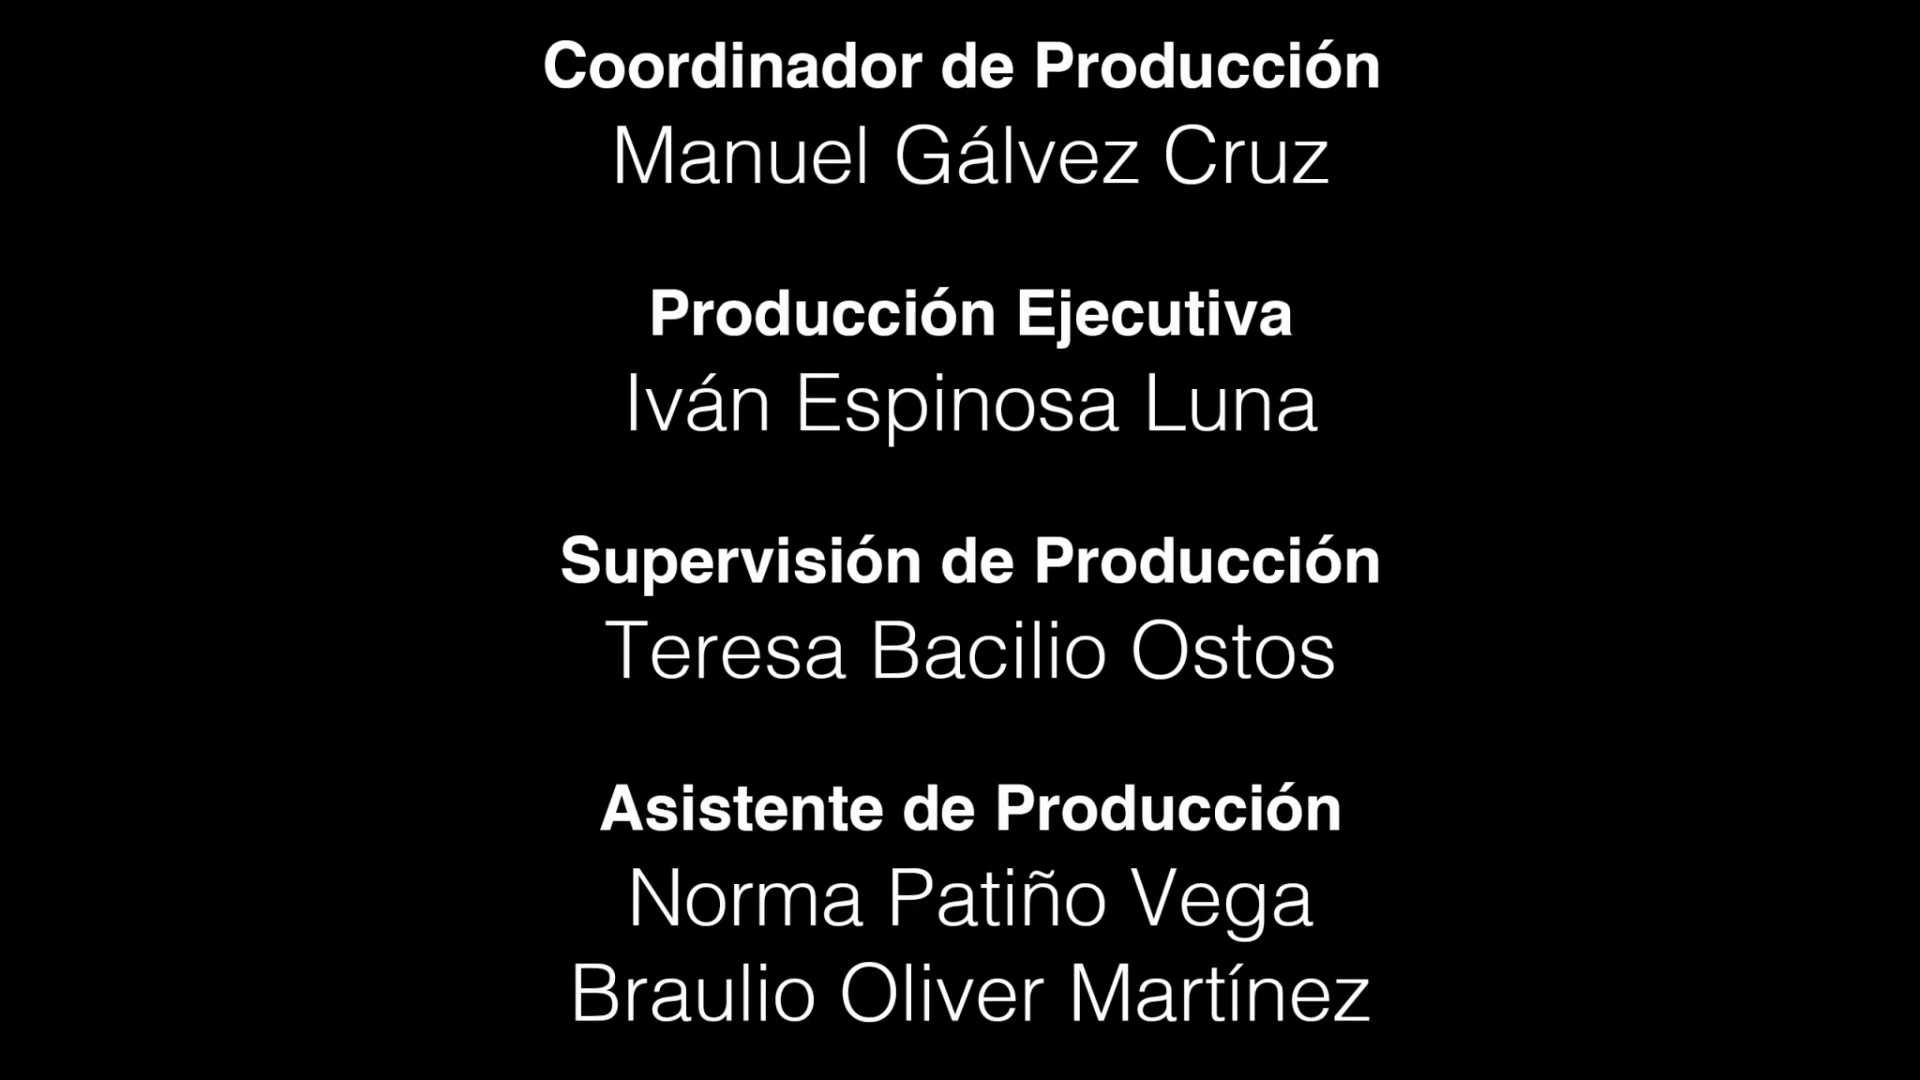 Coordinador de Producción
Manuel Gálvez Cruz
Producción Ejecutiva
Iván Espinosa Luna
Supervisión de Producción
Teresa Bacilio Ostos
Asistente de Producción
Norma Patiño Vega
Braulio Oliver Martínez